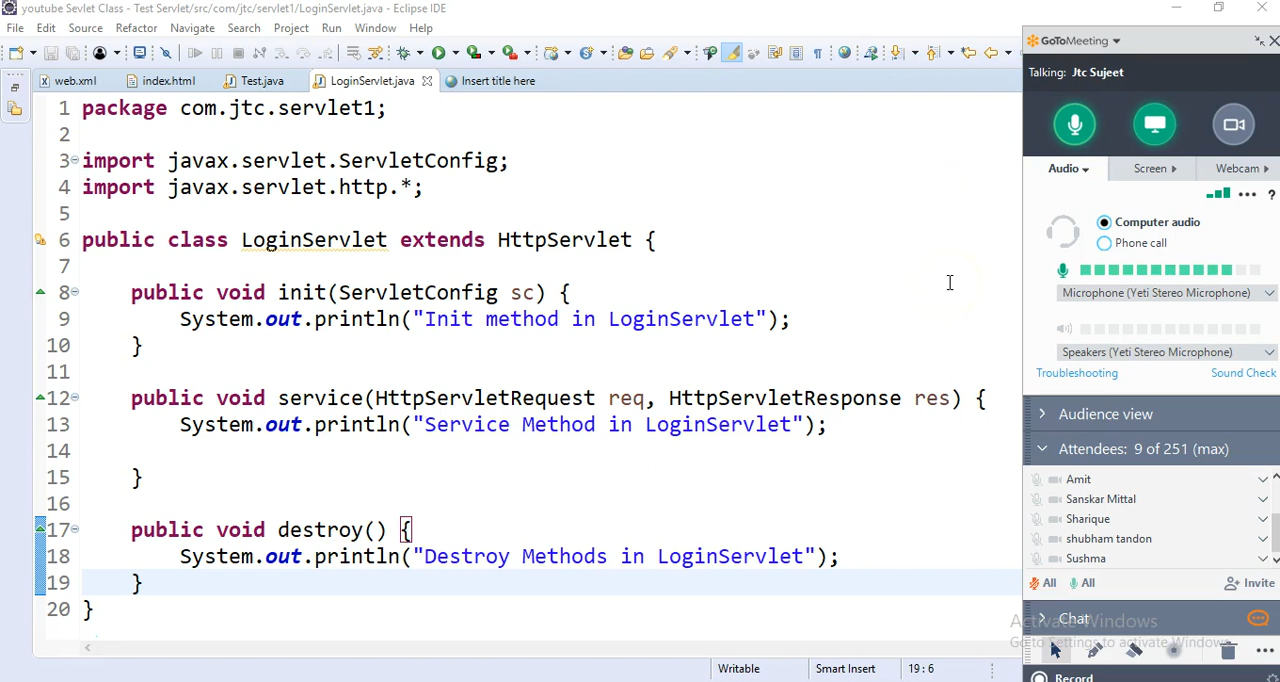 youtube Sevlet Class - Test Servlet/src/com/jtc/servlet1/LoginServlet.java - Eclipse IDE
File Edit Source Refactor Navigate Search Project Run Window Help
web.xml index.html Test.java LoginServlet.java Insert title here
1 package com.jtc.servlet1;
2
3 import javax.servlet.ServletConfig;
4 import javax.servlet.http.*;
5
6 public class LoginServlet extends HttpServlet {
7
8 public void init(ServletConfig sc) {
9 System.out.println("Init method in LoginServlet");
10 }
11
12 public void service(HttpServletRequest req, HttpServletResponse res) {
13 System.out.println("Service Method in LoginServlet");
14
15 }
16
17 public void destroy() {
18 System.out.println("Destroy Methods in LoginServlet");
19 }
20 }
Writable Smart Insert 19 : 6
GoToMeeting
Talking: Jtc Sujeet
Audio Screen Webcam
?
Computer audio
Phone call
Microphone (Yeti Stereo Microphone)
Speakers (Yeti Stereo Microphone)
Troubleshooting Sound Check
Audience view
Attendees: 9 of 251 (max)
Amit
Sanskar Mittal
Sharique
shubham tandon
Sushma
All All Invite
Chat
Activate Windows
Go to Settings to activate Windows.
Record